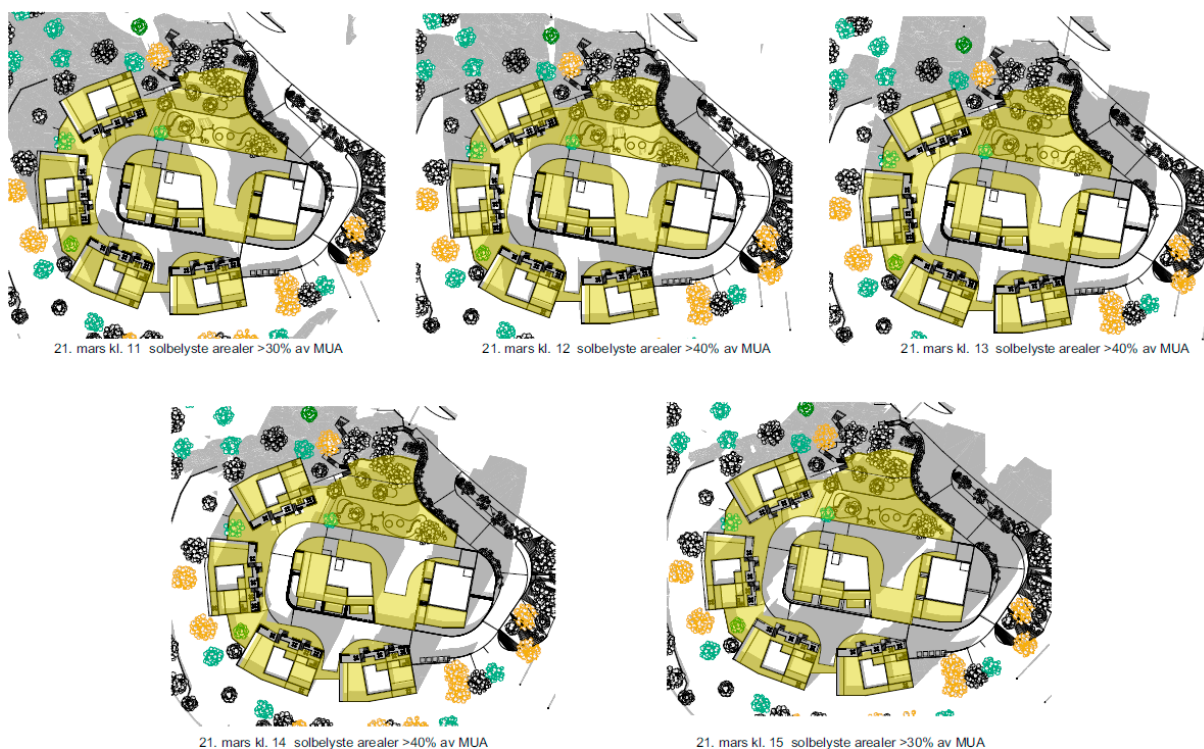 21. mars kl. 11 solbelyste arealer >30% av MUA
21. mars kl. 12 solbelyste arealer >40% av MUA
21. mars kl. 13 solbelyste arealer >40% av MUA
21. mars kl. 14 solbelyste arealer >40% av MUA
21. mars kl. 15 solbelyste arealer >30% av MUA